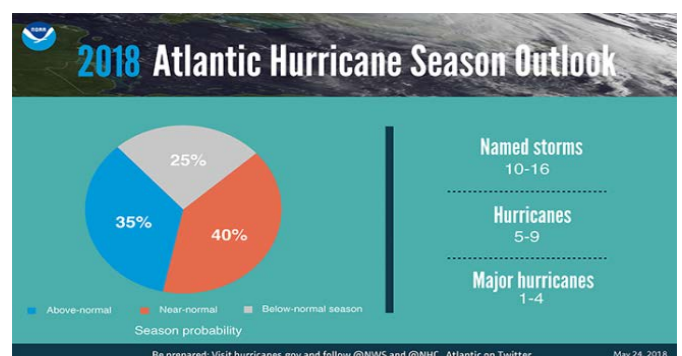 NOAA
2018 Atlantic Hurricane Season Outlook
25%
35%
40%
Above-normal
Near-normal
Below-normal season
Season probability
Named storms
10-16
Hurricanes
5-9
Major hurricanes
1-4
Be prepared: Visit hurricanes.gov and follow @NWS and @NHC_Atlantic on Twitter.
May 24, 2018